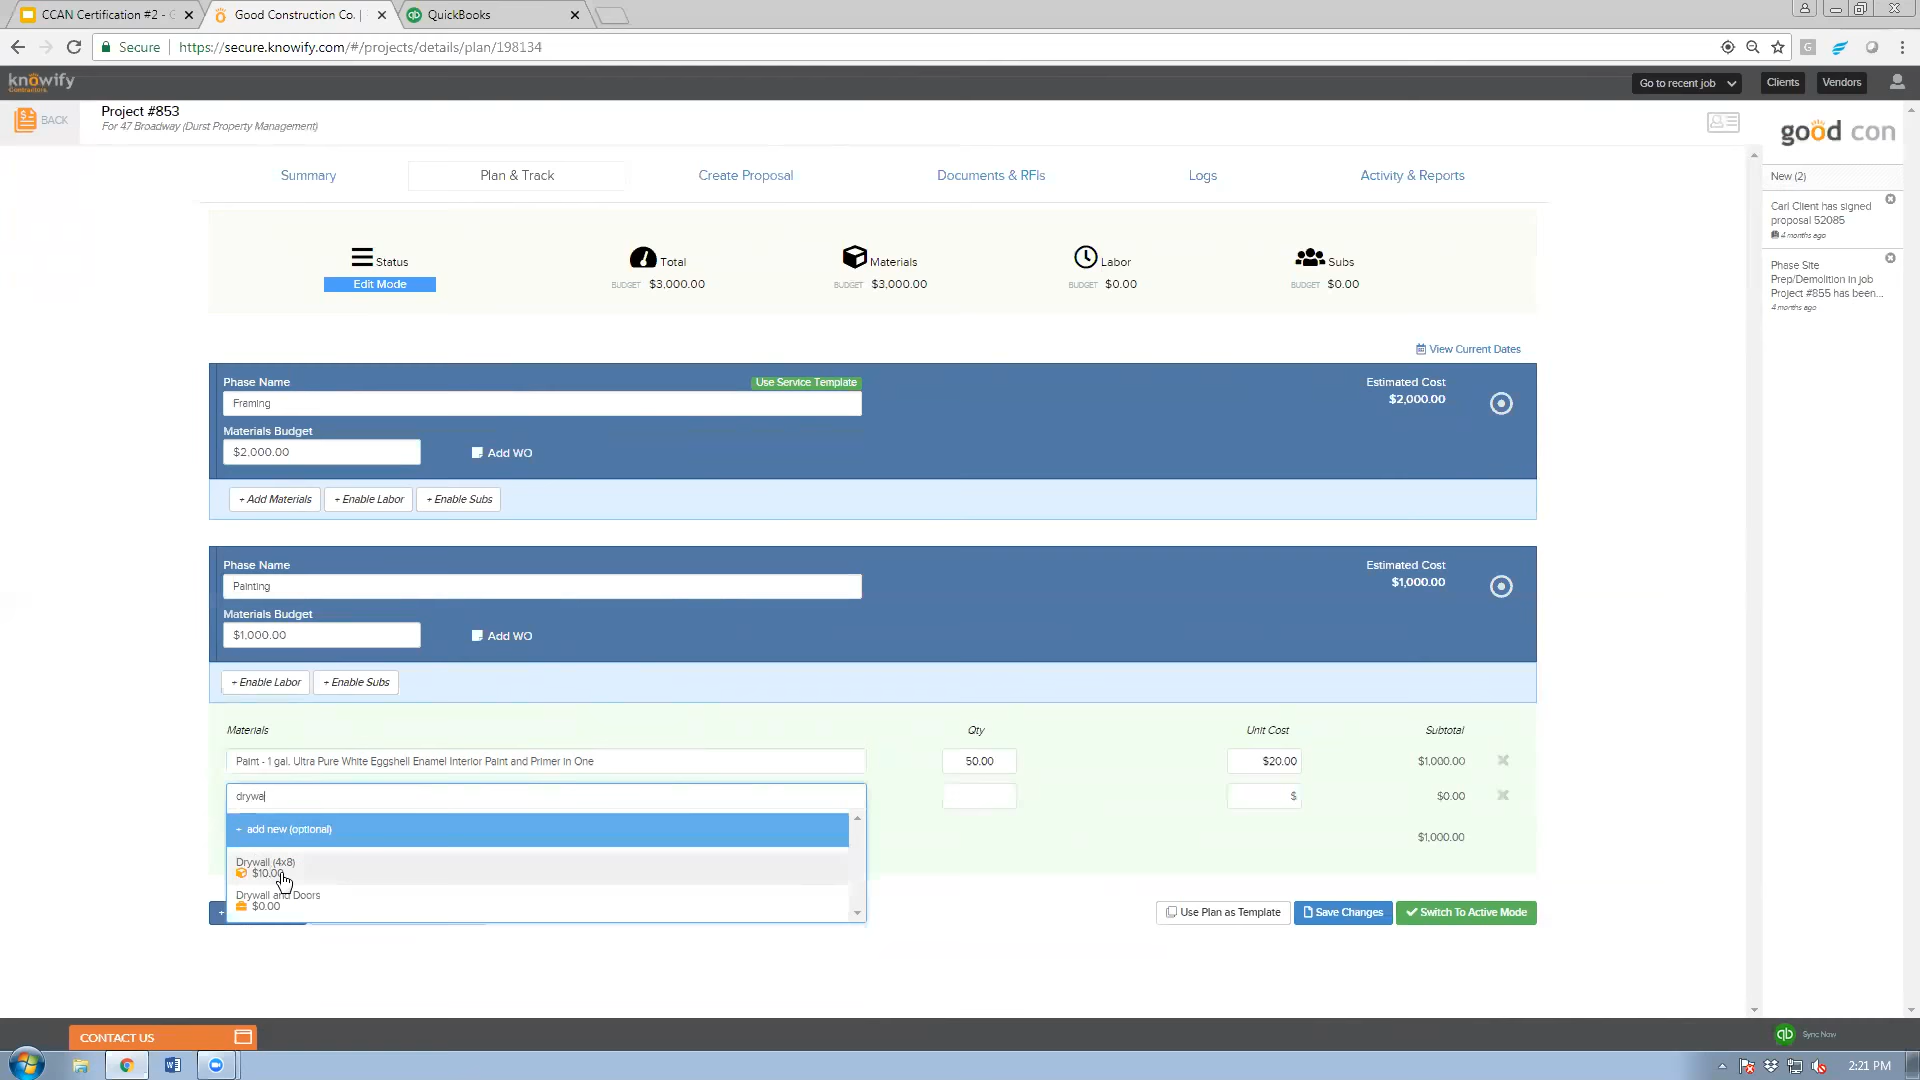 CCAN Certification #2 - G
Good Construction Co. |
QuickBooks
Secure
https://secure.knowify.com/#/projects/details/plan/198134
knowify
Contractors.
Go to recent job
Clients
Vendors
BACK
Project #853
For 47 Broadway (Durst Property Management)
good con
Summary
Plan & Track
Create Proposal
Documents & RFIs
Logs
Activity & Reports
New (2)
Carl Client has signed
proposal 52085
4 months ago
Phase Site
Prep/Demolition in job
Project #855 has been...
4 months ago
Status
Edit Mode
Total
BUDGET $3,000.00
Materials
BUDGET $3,000.00
Labor
BUDGET $0.00
Subs
BUDGET $0.00
View Current Dates
Phase Name
Use Service Template
Estimated Cost
Framing
$2,000.00
Materials Budget
$2,000.00
Add WO
+ Add Materials
+ Enable Labor
+ Enable Subs
Phase Name
Estimated Cost
Painting
$1,000.00
Materials Budget
$1,000.00
Add WO
+ Enable Labor
+ Enable Subs
Materials
Qty
Unit Cost
Subtotal
Paint - 1 gal. Ultra Pure White Eggshell Enamel Interior Paint and Primer in One
50.00
$20.00
$1,000.00
drywa
$
$0.00
+ add new (optional)
$1,000.00
Drywall (4x8)
$10.00
Drywall and Doors
$0.00
+
Use Plan as Template
Save Changes
Switch To Active Mode
CONTACT US
qb
Sync Now
2:21 PM